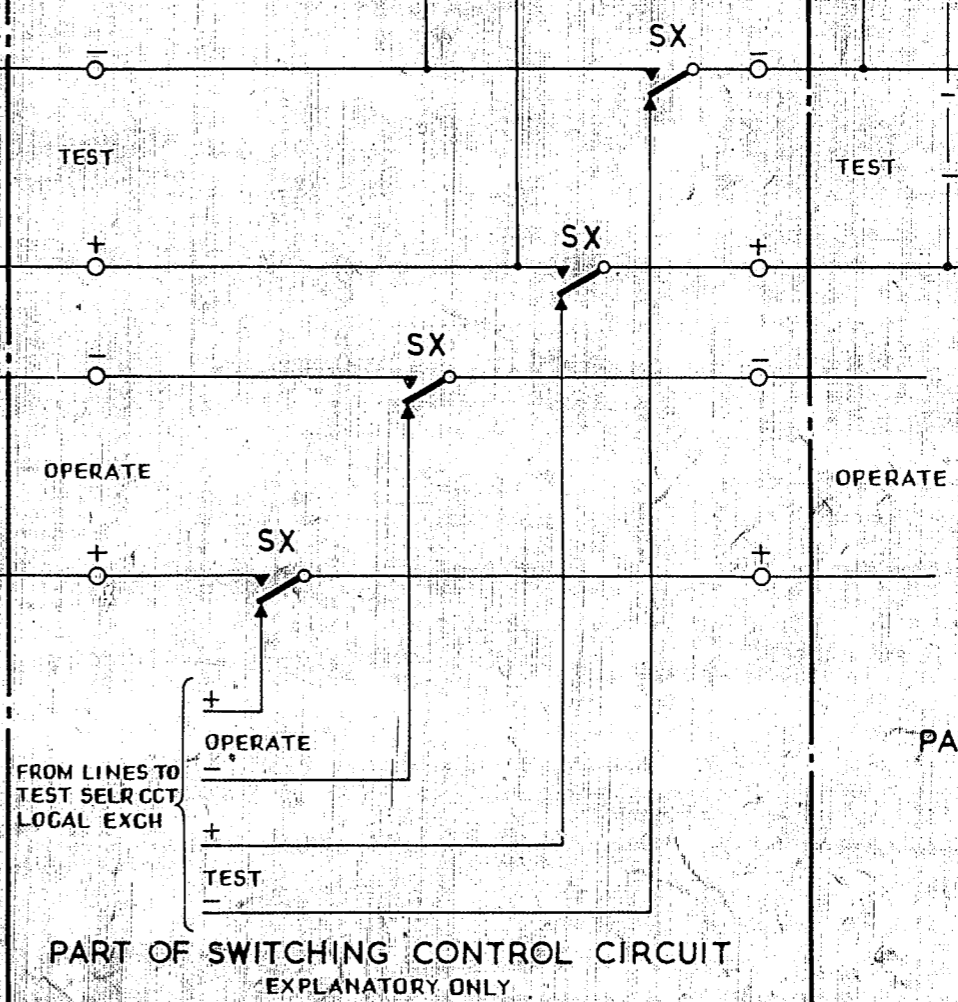 SX
−
−
TEST
TEST
SX
+
+
SX
−
−
OPERATE
OPERATE
SX
+
+
+
OPERATE
−
FROM LINES TO
TEST SELR CCT
LOCAL EXCH
+
TEST
−
PA
PART OF SWITCHING CONTROL CIRCUIT
EXPLANATORY ONLY